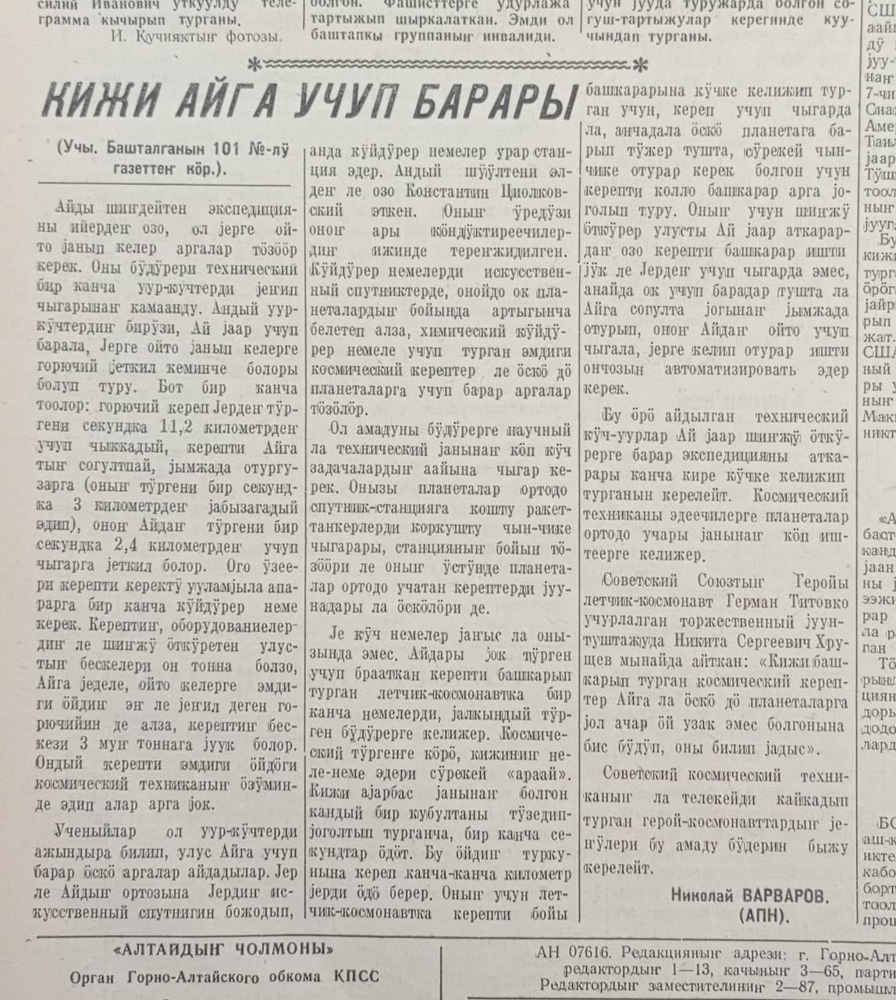 силий Иванович уткуулду теле-
грамма кычырып турганы.
И. Кучияктыҥ фотозы.
болгон. Фашисттерге удурлажа
тартыжып шыркалаткан. Эмди ол
баштапкы группаныҥ инвалиди.
учун јууда туружарда болгон со-
гуш-тартыжулар керегинде куу-
чындап турганы.
КИЖИ АЙГА УЧУП БАРАРЫ
(Учы. Башталганын 101 №-лӱ
газеттеҥ кӧр.).
Айды шиҥдейтен экспедиция-
ны ийердеҥ озо, ол јерге ой-
то јанып келер аргалар тӧзӧӧр
керек. Оны бӱдӱрери технический
бир канча уур-кӱчтерди јеҥип
чыгарынаҥ камаанду. Андый уур-
кӱчтердиҥ бирӱзи, Ай јаар учуп
барала, Јерге ойто јанып келерге
горючий јеткил кеминче болоры
болуп туру. Бот бир канча
тоолор: горючий кереп Јердеҥ тӱр-
гени секундка 11,2 километрдеҥ
учуп чыккадый, керепти Айга
тыҥ согултпай, јымжада отургу-
зарга (оныҥ тӱргени бир секунд-
ка 3 километрдеҥ јабызагадый
эдип), оноҥ Айдаҥ тӱргени бир
секундка 2,4 километрдеҥ учуп
чыгарга јеткил болор. Ого ӱзее-
ри керепти керектӱ ууламјыла апа-
рарга бир канча кӱйдӱрер неме
керек. Керептиҥ, оборудованиелер-
диҥ ле шиҥжӱ ӧткӱретен улус-
тыҥ бескелери он тонна болзо,
Айга једеле, ойто келерге эмди-
ги ӧйдиҥ эҥ ле јеҥил деген го-
рючийин де алза, керептиҥ бес-
кези 3 муҥ тоннага јуук болор.
Ондый керепти эмдиги ӧйдӧги
космический техниканыҥ ӧзӱмин-
де эдип алар арга јок.
Ученыйлар ол уур-кӱчтерди
ажындыра билип, улус Айга учуп
барар ӧскӧ аргалар айдадылар. Јер
ле Айдыҥ ортозына Јердиҥ ис-
кусственный спутнигин божодып,
анда кӱйдӱрер немелер урар стан-
ция эдер. Андый шӱӱлтени эл-
деҥ ле озо Константин Циолков-
ский эткен. Оныҥ ӱредӱзи
оноҥ ары кӧндӱктиреечилер-
диҥ ижинде тереҥжидилген.
Кӱйдӱрер немелерди искусствен-
ный спутниктерде, онойдо ок пла-
неталардыҥ бойында артыгынча
белетеп алза, химический кӱйдӱ-
рер немеле учуп турган эмдиги
космический керептер ле ӧскӧ дӧ
планеталарга учуп барар аргалар
тӧзӧлӧр.
Ол амадуны бӱдӱрерге научный
ла технический јанынаҥ кӧп кӱч
задачалардыҥ аайына чыгар ке-
рек. Онызы планеталар ортодо
спутник-станцияга кошту ракет-
танкерлерди коркушту чын-чике
чыгарары, станцияныҥ бойын тӧ-
зӧӧри ле оныҥ ӱстӱнде планета-
лар ортодо учатан керептерди јуу-
надары ла ӧскӧлӧри де.
Је кӱч немелер јаҥыс ла оны-
зында эмес. Айдары јок тӱрген
учуп брааткан керепти башкарып
турган летчик-космонавтка бир
канча немелерди, јалкындый тӱр-
ген бӱдӱрерге келижер. Космиче-
ский тӱргенге кӧрӧ, кижиниҥ не-
ле-неме эдери сӱрекей «араай».
Кижи ајарбас јанынаҥ болгон
кандый бир кубултаны тӱзедип-
јоголтып турганча, бир канча се-
кундтар ӧдӧт. Бу ӧйдиҥ турку-
нына кереп канча-канча километр
јерди ӧдӧ берер. Оныҥ учун лет-
чик-космонавтка керепти бойы
башкарарына кӱчке келижип тур-
ган учун, кереп учуп чыгарда
ла, анчадала ӧскӧ планетага ба-
рып тӱжер тушта, сӱрекей чын-
чике отурар керек болгон учун
керепти колло башкарар арга јо-
голып туру. Оныҥ учун шиҥжӱ
ӧткӱрер улусты Ай јаар аткарар-
даҥ озо керепти башкарар ишти
јӱк ле Јердеҥ учуп чыгарда эмес,
анайда ок учуп барадар тушта ла
Айга согулта јогынаҥ јымжада
отурып, оноҥ Айдаҥ ойто учуп
чыгала, јерге келип отурар ишти
ончозын автоматизировать эдер
керек.
Бу ӧрӧ айдылган технический
кӱч-уурлар Ай јаар шиҥжӱ ӧткӱ-
рерге барар экспедицияны атка-
рары канча кире кӱчке келижип
турганын керелейт. Космический
техниканы эдеечилерге планеталар
ортодо учары јанынаҥ кӧп иш-
теерге келижер.
Советский Союзтыҥ Геройы
летчик-космонавт Герман Титовко
учурлалган торжественный јуун-
туштажуда Никита Сергеевич Хру-
щев мынайда айткан: «Кижи баш-
карып турган космический кереп-
тер Айга ла ӧскӧ дӧ планеталарга
јол ачар ӧй узак эмес болгонына
бис бӱдӱп, оны билип јадыс».
Советский космический техни-
каныҥ ла телекейди кайкадып
турган герой-космонавттардыҥ је-
ҥӱлери бу амаду бӱдерин быжу
керелейт.
Николай ВАРВАРОВ.
(АПН).
«АЛТАЙДЫҤ ЧОЛМОНЫ»
Орган Горно-Алтайского обкома КПСС
АН 07616. Редакцияныҥ адрези: г. Горно-Алт
редактордыҥ 1—13, качыныҥ 3—65, парти
Редактордыҥ заместителиниҥ 2—87, промышл